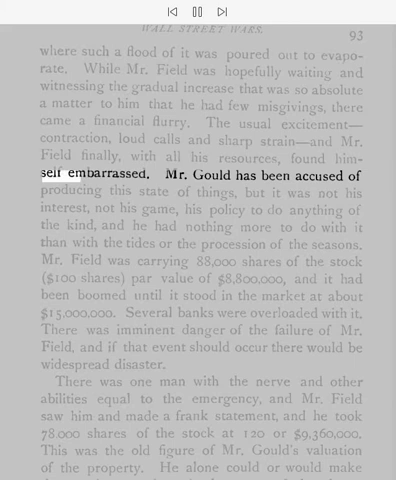 WALL STREET WARS.
93
where such a flood of it was poured out to evapo-
rate. While Mr. Field was hopefully waiting and
witnessing the gradual increase that was so absolute
a matter to him that he had few misgivings, there
came a financial flurry. The usual excitement—
contraction, loud calls and sharp strain—and Mr.
Field finally, with all his resources, found him-
self embarrassed. Mr. Gould has been accused of
producing this state of things, but it was not his
interest, not his game, his policy to do anything of
the kind, and he had nothing more to do with it
than with the tides or the procession of the seasons.
Mr. Field was carrying 88,000 shares of the stock
($100 shares) par value of $8,800,000, and it had
been boomed until it stood in the market at about
$15,000,000. Several banks were overloaded with it.
There was imminent danger of the failure of Mr.
Field, and if that event should occur there would be
widespread disaster.
There was one man with the nerve and other
abilities equal to the emergency, and Mr. Field
saw him and made a frank statement, and he took
78.000 shares of the stock at 120 or $9,360,000.
This was the old figure of Mr. Gould's valuation
of the property. He alone could or would make